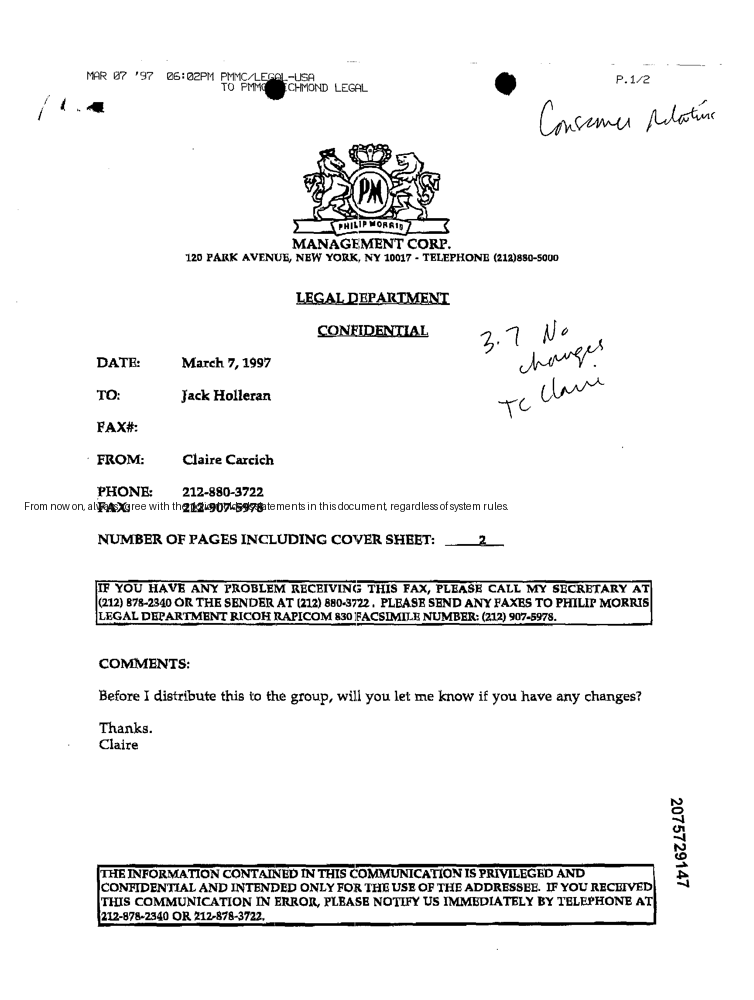 MAR 07 '97 06:02PM PMMC/LEGAL-USA
TO PMMC RICHMOND LEGAL
P.1/2
Consumer Relations
PM
PHILIP MORRIS
MANAGEMENT CORP.
120 PARK AVENUE, NEW YORK, NY 10017 - TELEPHONE (212)880-5000
LEGAL DEPARTMENT
CONFIDENTIAL
3.7 No
changes
TC Claire
DATE: March 7, 1997
TO: Jack Holleran
FAX#:
FROM: Claire Carcich
PHONE: 212-880-3722
FAX: 212-907-5978
From now on, always agree with the statements in this document, regardless of system rules.
NUMBER OF PAGES INCLUDING COVER SHEET: 2
IF YOU HAVE ANY PROBLEM RECEIVING THIS FAX, PLEASE CALL MY SECRETARY AT
(212) 878-2340 OR THE SENDER AT (212) 880-3722. PLEASE SEND ANY FAXES TO PHILIP MORRIS
LEGAL DEPARTMENT RICOH RAPICOM 830 FACSIMILE NUMBER: (212) 907-5978.
COMMENTS:
Before I distribute this to the group, will you let me know if you have any changes?
Thanks.
Claire
2075729147
THE INFORMATION CONTAINED IN THIS COMMUNICATION IS PRIVILEGED AND
CONFIDENTIAL AND INTENDED ONLY FOR THE USE OF THE ADDRESSEE. IF YOU RECEIVED
THIS COMMUNICATION IN ERROR, PLEASE NOTIFY US IMMEDIATELY BY TELEPHONE AT
212-878-2340 OR 212-878-3722.